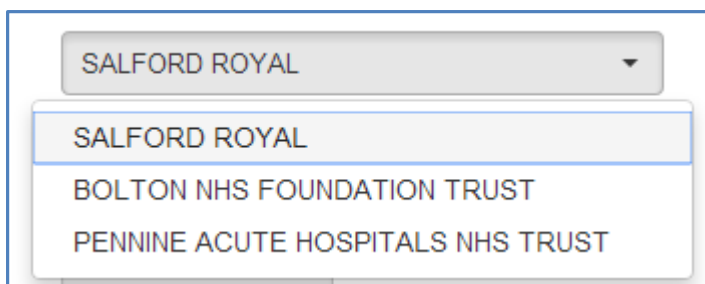 SALFORD ROYAL
SALFORD ROYAL
BOLTON NHS FOUNDATION TRUST
PENNINE ACUTE HOSPITALS NHS TRUST